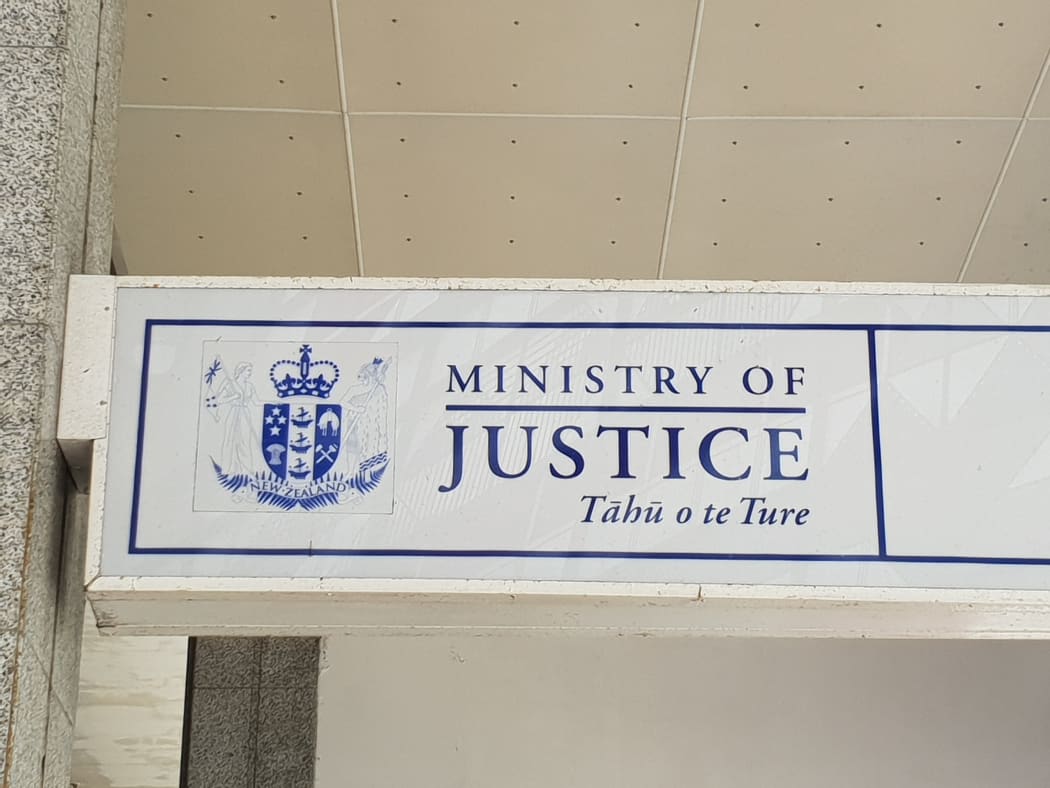 NEW ZEALAND
MINISTRY OF
JUSTICE
Tāhū o te Ture